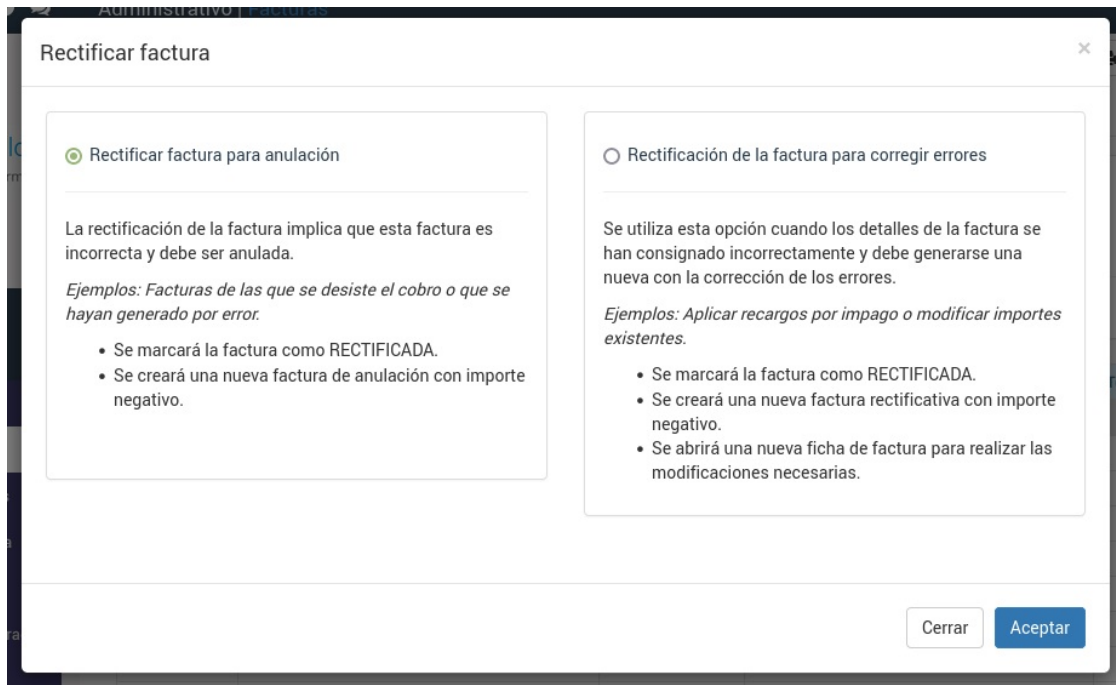 Administrativo | Facturas
Rectificar factura
×
Rectificar factura para anulación
La rectificación de la factura implica que esta factura es
incorrecta y debe ser anulada.
Ejemplos: Facturas de las que se desiste el cobro o que se
hayan generado por error.
• Se marcará la factura como RECTIFICADA.
• Se creará una nueva factura de anulación con importe
negativo.
Rectificación de la factura para corregir errores
Se utiliza esta opción cuando los detalles de la factura se
han consignado incorrectamente y debe generarse una
nueva con la corrección de los errores.
Ejemplos: Aplicar recargos por impago o modificar importes
existentes.
• Se marcará la factura como RECTIFICADA.
• Se creará una nueva factura rectificativa con importe
negativo.
• Se abrirá una nueva ficha de factura para realizar las
modificaciones necesarias.
Cerrar
Aceptar